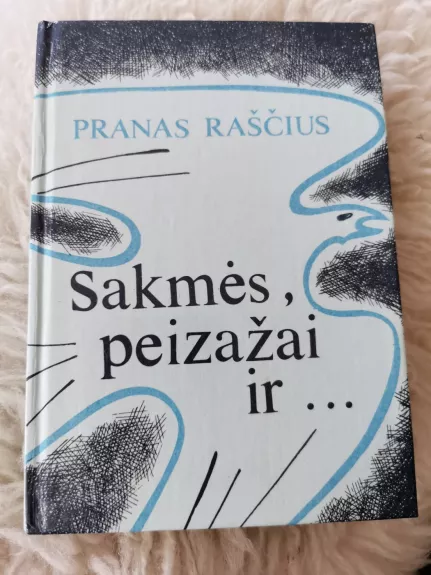 PRANAS RAŠČIUS
Sakmės,
peizažai
ir ...